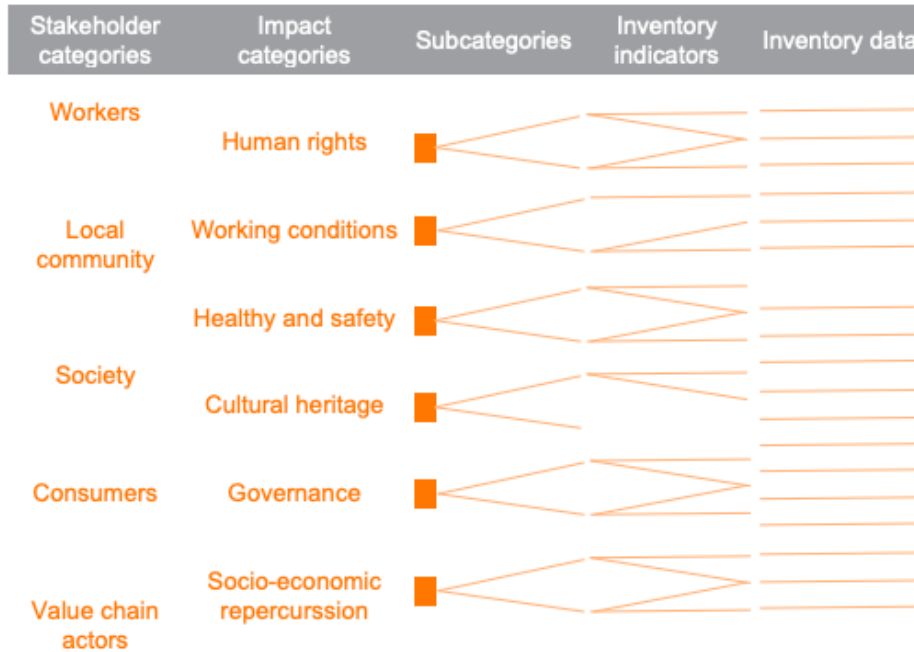 Stakeholder
categories
Impact
categories
Subcategories
Inventory
indicators
Inventory data
Workers
Human rights
Local
community
Working conditions
Healthy and safety
Society
Cultural heritage
Consumers
Governance
Socio-economic
repercurssion
Value chain
actors